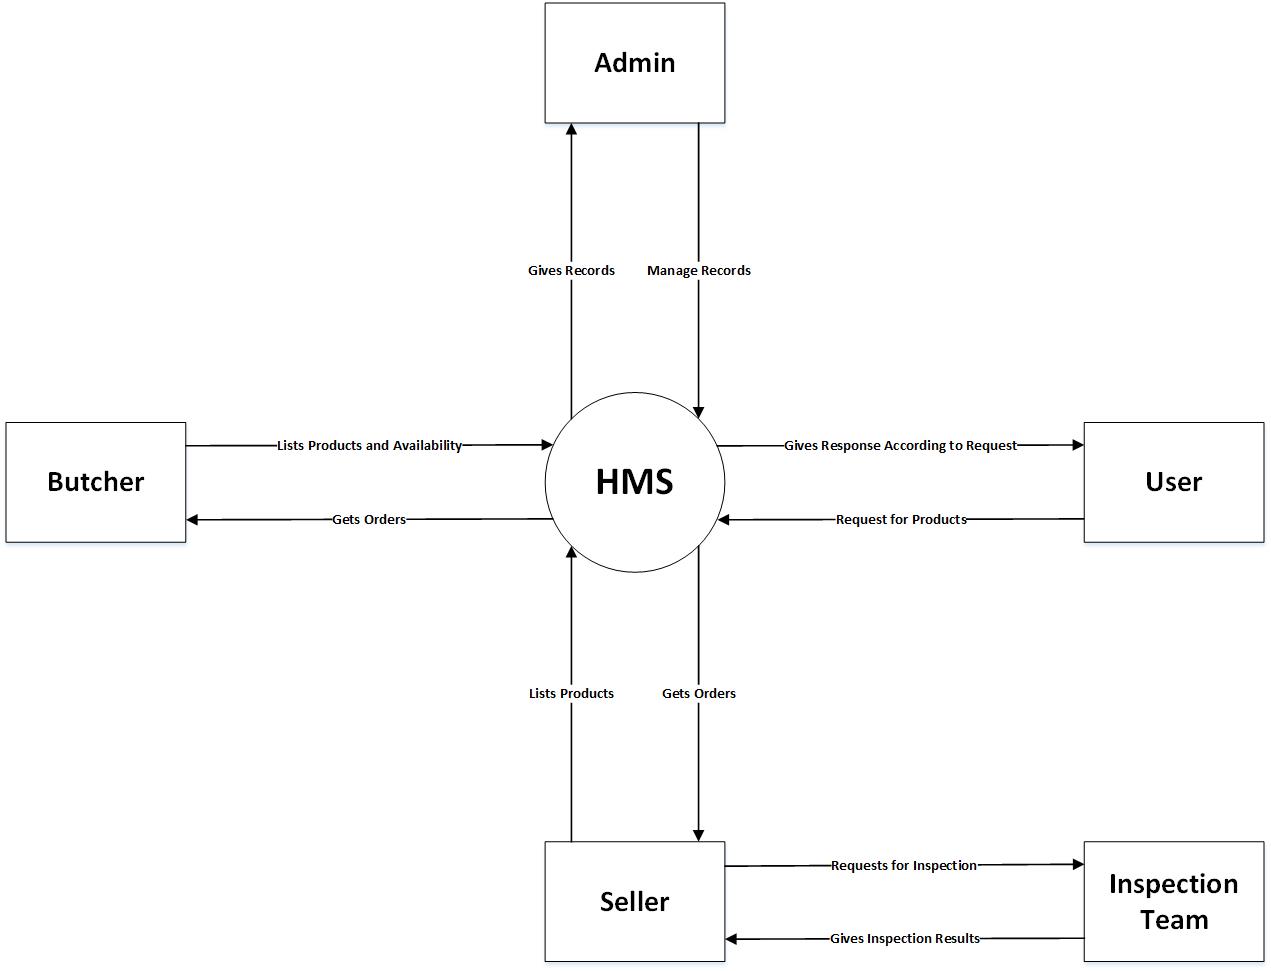 Admin
Gives Records
Manage Records
Lists Products and Availability
Gives Response According to Request
Butcher
HMS
User
Gets Orders
Request for Products
Lists Products
Gets Orders
Requests for Inspection
Seller
Inspection
Team
Gives Inspection Results